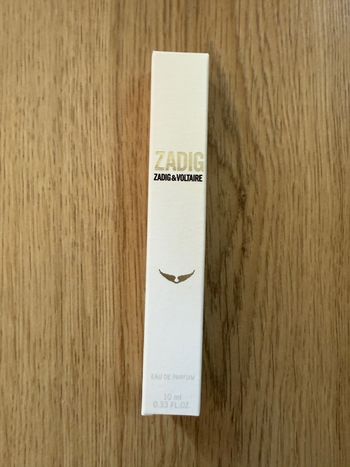 ZADIG
ZADIG&VOLTAIRE
EAU DE PARFUM
10 ml
0.33 FL.OZ.